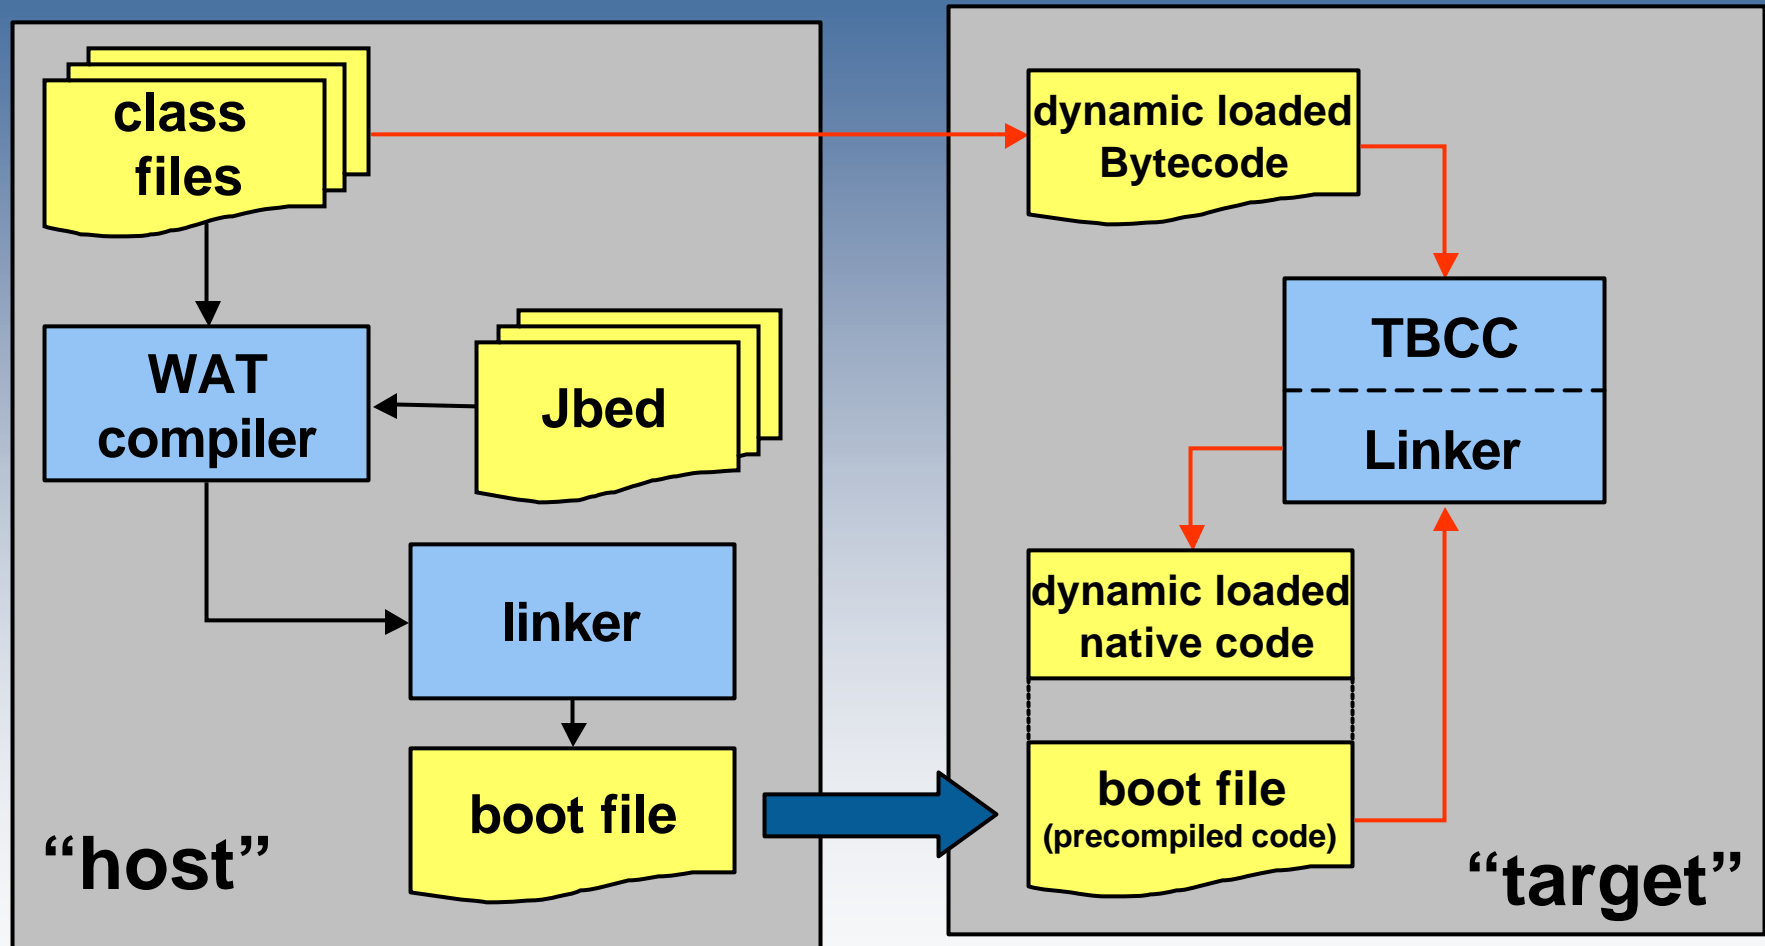 class
files
WAT
compiler
Jbed
linker
boot file
“host”
dynamic loaded
Bytecode
TBCC
Linker
dynamic loaded
native code
boot file
(precompiled code)
“target”